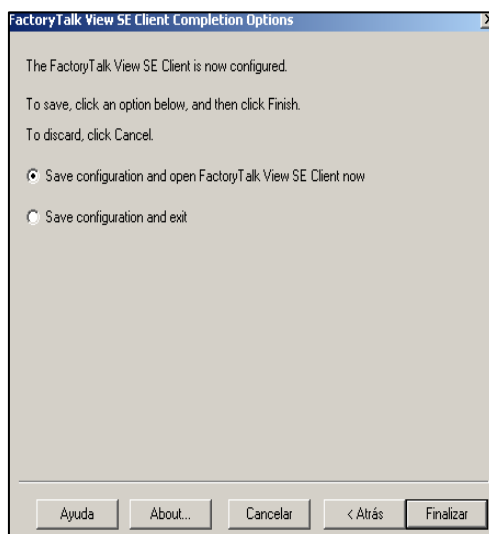 FactoryTalk View SE Client Completion Options
The FactoryTalk View SE Client is now configured.
To save, click an option below, and then click Finish.
To discard, click Cancel.
Save configuration and open FactoryTalk View SE Client now
Save configuration and exit
Ayuda About... Cancelar < Atrás Finalizar